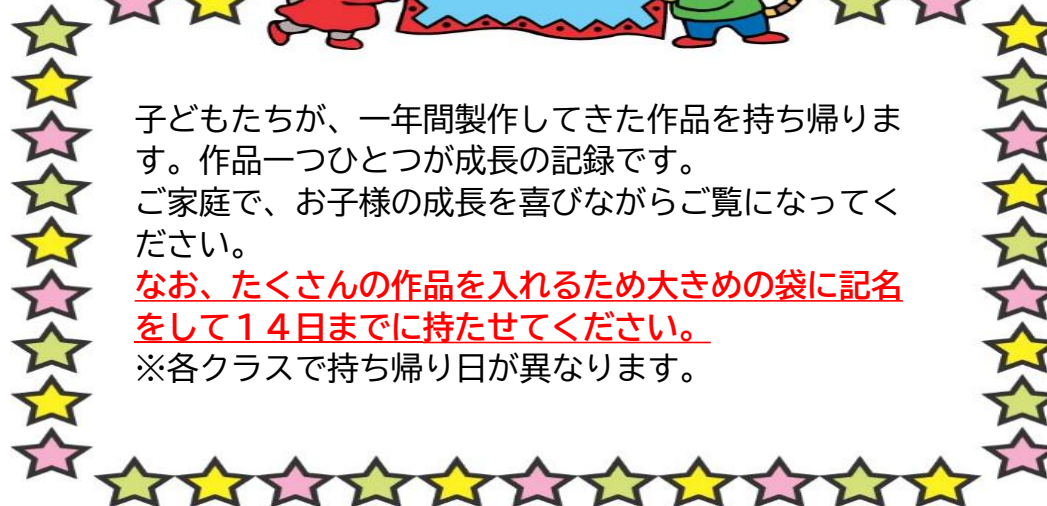 子どもたちが、一年間製作してきた作品を持ち帰りま
す。作品一つひとつが成長の記録です。
ご家庭で、お子様の成長を喜びながらご覧になってく
ださい。
なお、たくさんの作品を入れるため大きめの袋に記名
をして１４日までに持たせてください。
※各クラスで持ち帰り日が異なります。